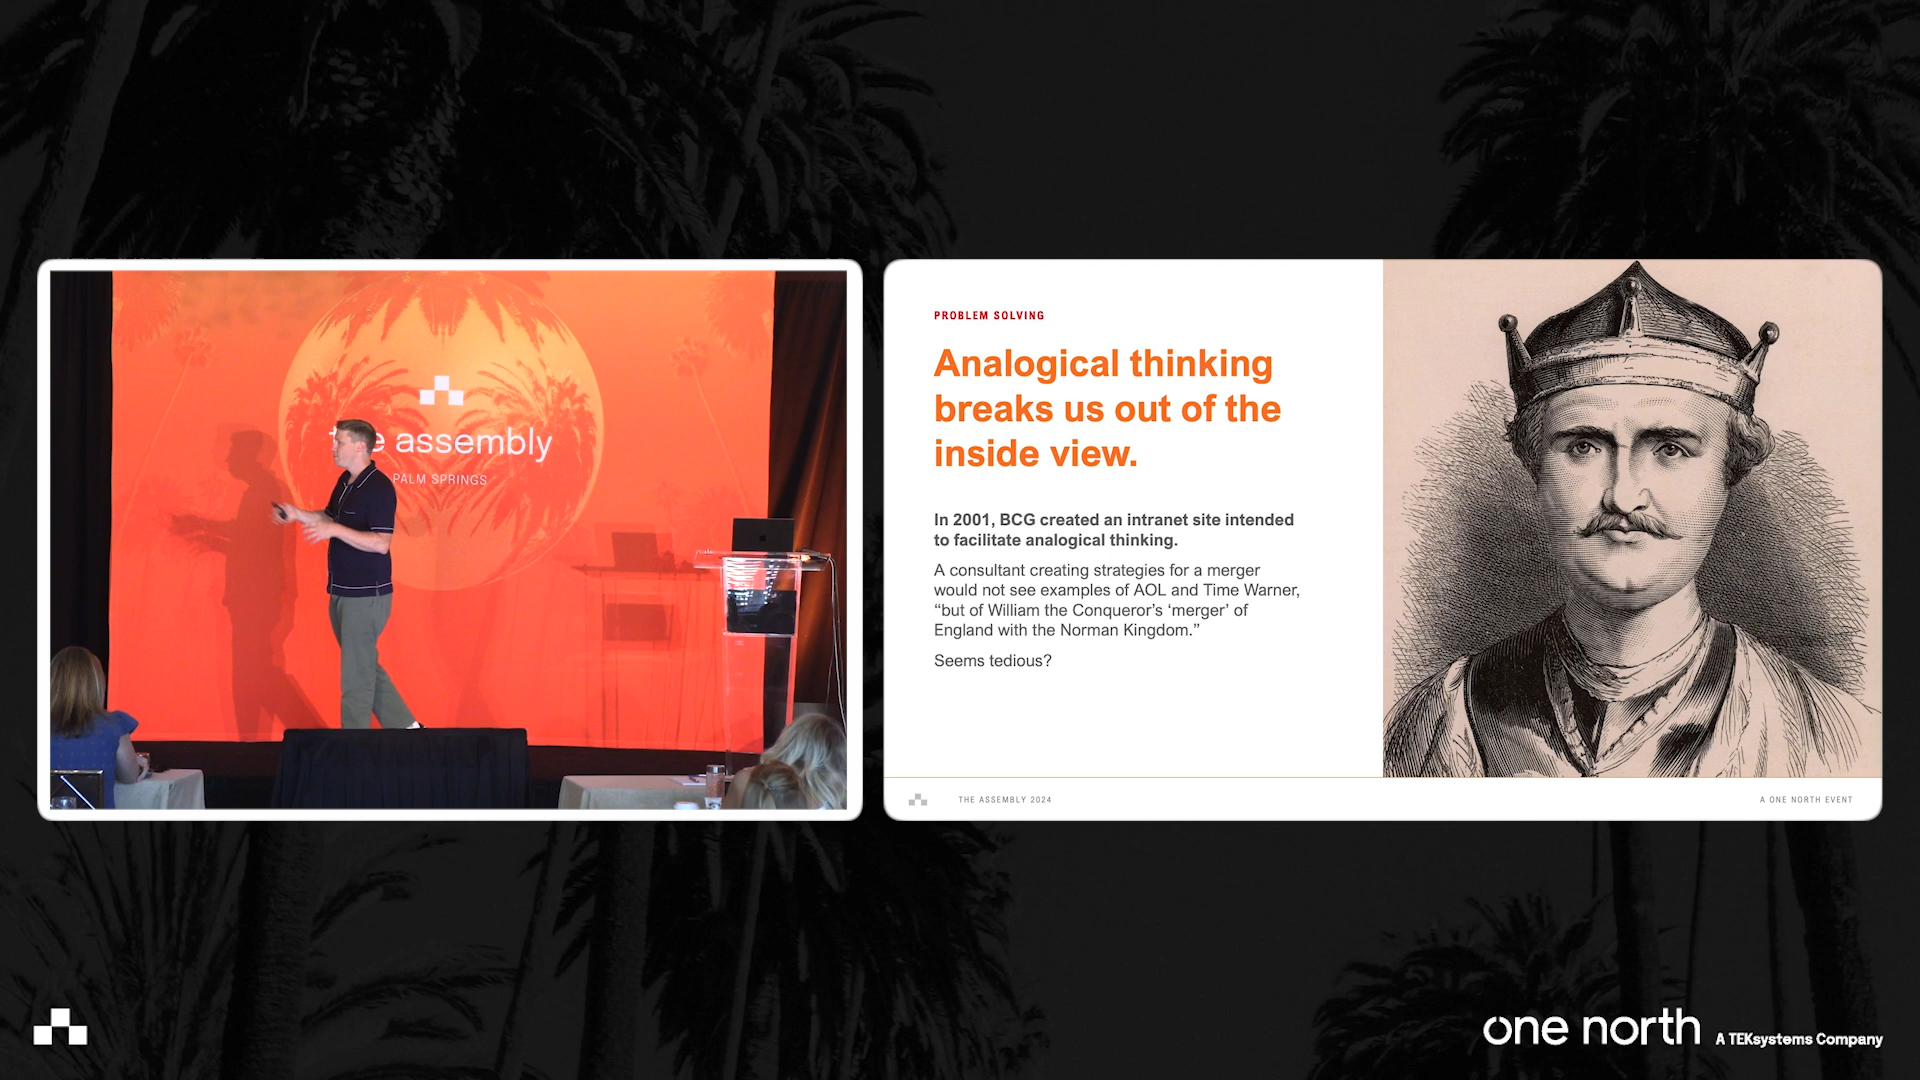 the assembly
PALM SPRINGS
PROBLEM SOLVING
Analogical thinking
breaks us out of the
inside view.
In 2001, BCG created an intranet site intended
to facilitate analogical thinking.
A consultant creating strategies for a merger
would not see examples of AOL and Time Warner,
“but of William the Conqueror’s ‘merger’ of
England with the Norman Kingdom.”
Seems tedious?
THE ASSEMBLY 2024
A ONE NORTH EVENT
one north A TEKsystems Company